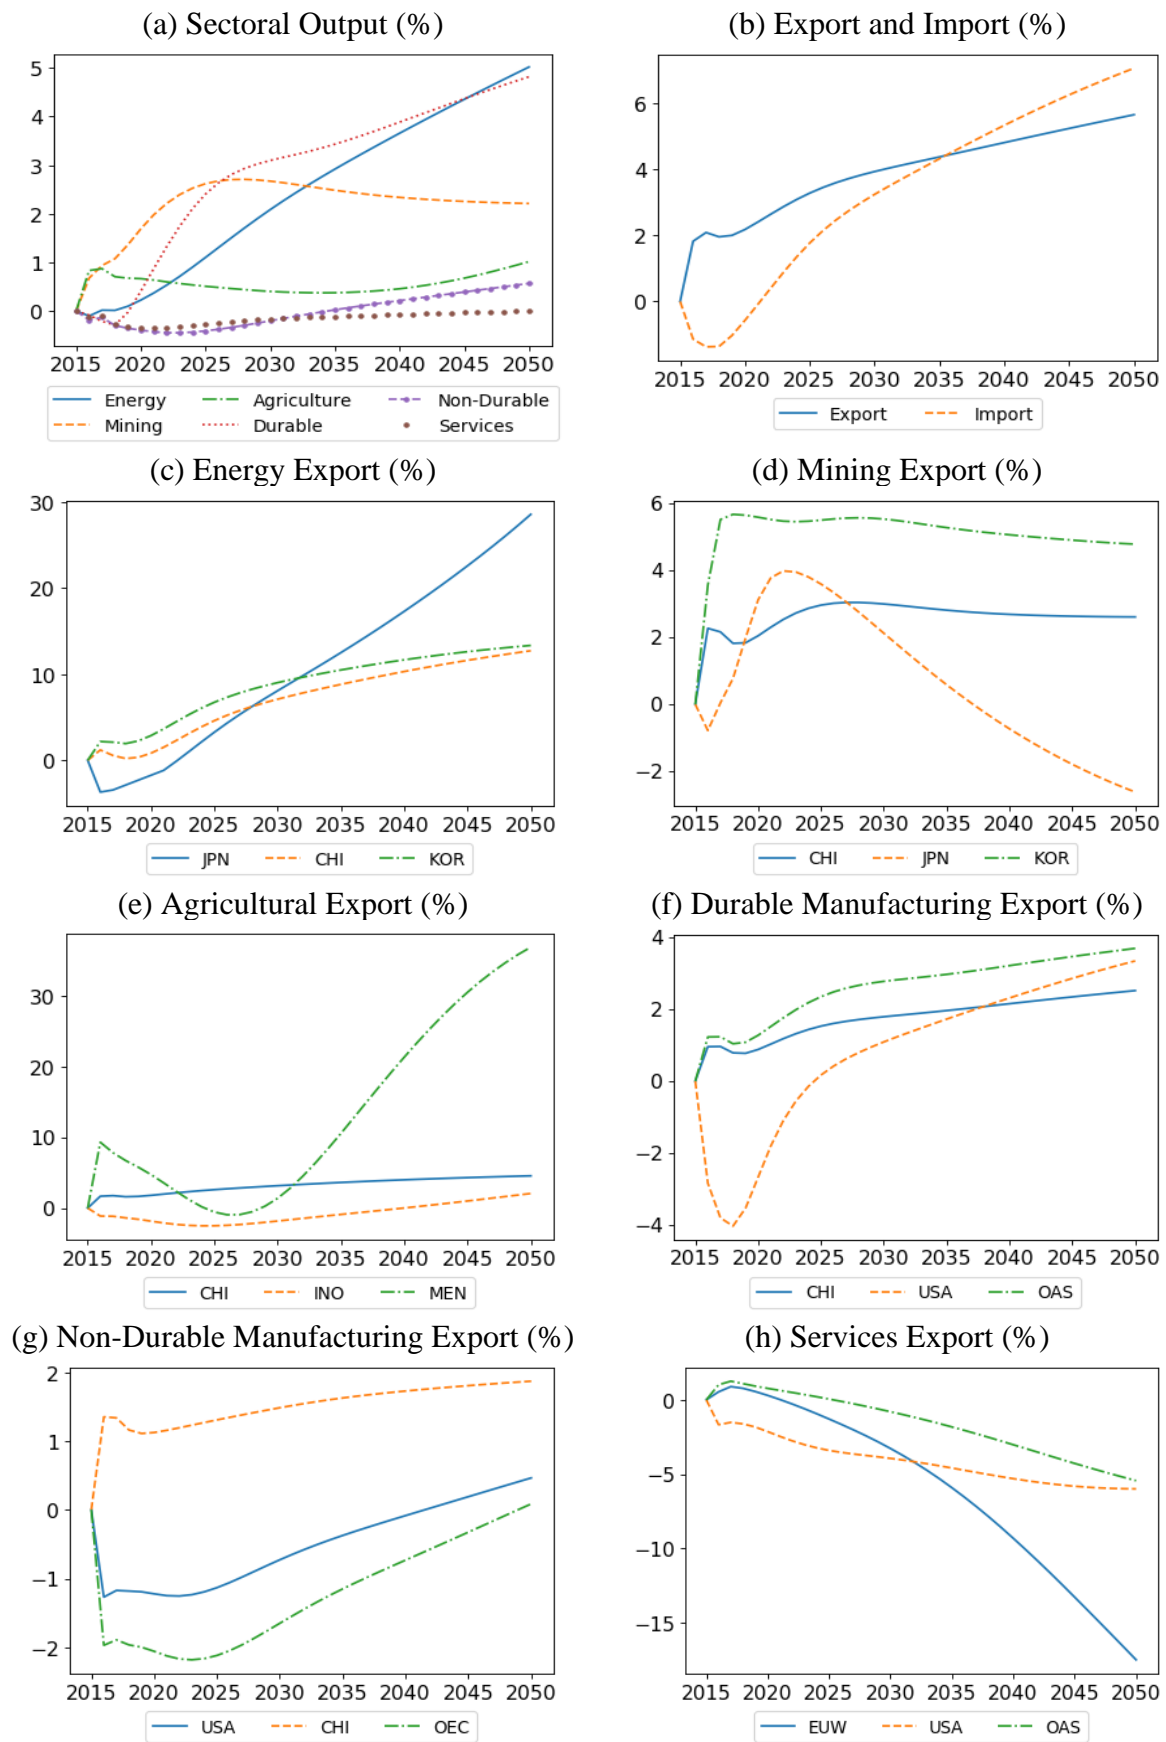 (a) Sectoral Output (%)
5
4
3
2
1
0
2015 2020 2025 2030 2035 2040 2045 2050
Energy Agriculture Non-Durable
Mining Durable Services
(b) Export and Import (%)
6
4
2
0
2015 2020 2025 2030 2035 2040 2045 2050
Export Import
(c) Energy Export (%)
30
20
10
0
2015 2020 2025 2030 2035 2040 2045 2050
JPN CHI KOR
(d) Mining Export (%)
6
4
2
0
−2
2015 2020 2025 2030 2035 2040 2045 2050
CHI JPN KOR
(e) Agricultural Export (%)
30
20
10
0
2015 2020 2025 2030 2035 2040 2045 2050
CHI INO MEN
(f) Durable Manufacturing Export (%)
4
2
0
−2
−4
2015 2020 2025 2030 2035 2040 2045 2050
CHI USA OAS
(g) Non-Durable Manufacturing Export (%)
2
1
0
−1
−2
2015 2020 2025 2030 2035 2040 2045 2050
USA CHI OEC
(h) Services Export (%)
0
−5
−10
−15
2015 2020 2025 2030 2035 2040 2045 2050
EUW USA OAS